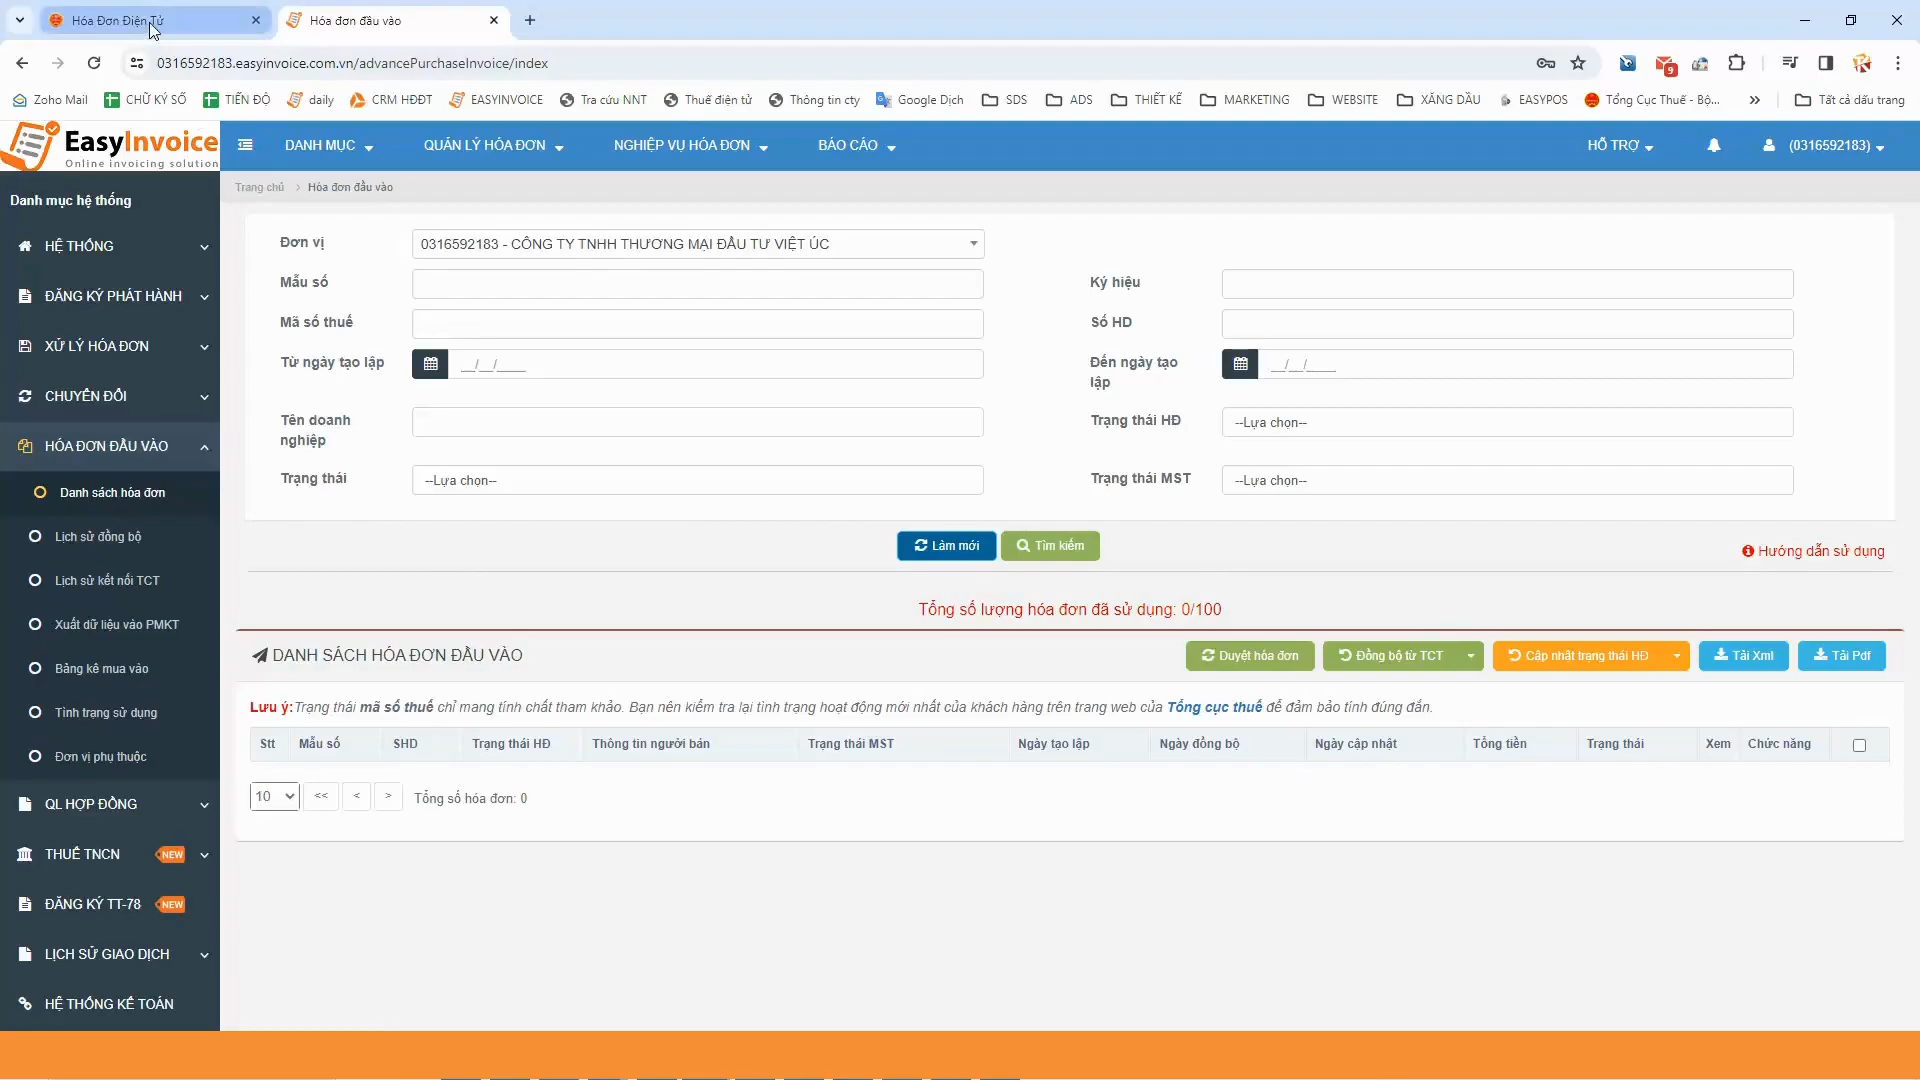 Hóa Đơn Điện Tử
Hóa đơn đầu vào
0316592183.easyinvoice.com.vn/advancePurchaseInvoice/index
9
Zoho Mail CHỮ KÝ SỐ TIẾN ĐỘ daily CRM HĐĐT EASYINVOICE Tra cứu NNT Thuế điện tử Thông tin cty Google Dịch SDS ADS THIẾT KẾ MARKETING WEBSITE XĂNG DẦU EASYPOS Tổng Cục Thuế - Bộ... » Tất cả dấu trang
EasyInvoice
Online invoicing solution
DANH MỤC QUẢN LÝ HÓA ĐƠN NGHIỆP VỤ HÓA ĐƠN BÁO CÁO HỖ TRỢ (0316592183)
Trang chủ > Hóa đơn đầu vào
Danh mục hệ thống
HỆ THỐNG
ĐĂNG KÝ PHÁT HÀNH
XỬ LÝ HÓA ĐƠN
CHUYỂN ĐỔI
HÓA ĐƠN ĐẦU VÀO
Danh sách hóa đơn
Lịch sử đồng bộ
Lịch sử kết nối TCT
Xuất dữ liệu vào PMKT
Bảng kê mua vào
Tình trạng sử dụng
Đơn vị phụ thuộc
QL HỢP ĐỒNG
THUẾ TNCN NEW
ĐĂNG KÝ TT-78 NEW
LỊCH SỬ GIAO DỊCH
HỆ THỐNG KẾ TOÁN
Đơn vị 0316592183 - CÔNG TY TNHH THƯƠNG MẠI ĐẦU TƯ VIỆT ÚC
Mẫu số Ký hiệu
Mã số thuế Số HD
Từ ngày tạo lập __/__/____ Đến ngày tạo lập __/__/____
Tên doanh nghiệp Trạng thái HĐ --Lựa chọn--
Trạng thái --Lựa chọn-- Trạng thái MST --Lựa chọn--
Làm mới Tìm kiếm
Hướng dẫn sử dụng
Tổng số lượng hóa đơn đã sử dụng: 0/100
DANH SÁCH HÓA ĐƠN ĐẦU VÀO Duyệt hóa đơn Đồng bộ từ TCT Cập nhật trạng thái HĐ Tải Xml Tải Pdf
Lưu ý:Trạng thái mã số thuế chỉ mang tính chất tham khảo. Bạn nên kiểm tra lại tình trạng hoạt động mới nhất của khách hàng trên trang web của Tổng cục thuế để đảm bảo tính đúng đắn.
Stt Mẫu số SHD Trạng thái HĐ Thông tin người bán Trạng thái MST Ngày tạo lập Ngày đồng bộ Ngày cập nhật Tổng tiền Trạng thái Xem Chức năng
10 << < > Tổng số hóa đơn: 0